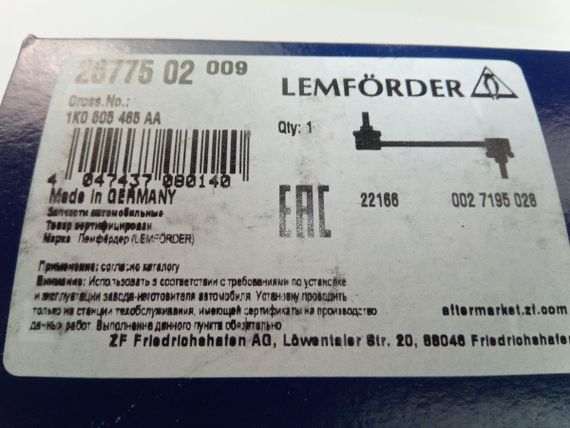 26775 02 009
LEMFÖRDER
Cross.No.:
1K0 505 465 AA
Qty: 1
4 047437 080140
Made in GERMANY
EAC
22166
002 7195 028
Запчасти автомобильные
Товар сертифицирован
Марка Лемфёрдер (LEMFÖRDER)
Применение: согласно каталогу
Внимание: Использовать в соответствии с требованиями по установке
и эксплуатации завода-изготовителя автомобиля. Установку проводить
только на станции техобслуживания, имеющей сертификаты на производство
данных работ. Выполнение данного пункта обязательно
aftermarket.zf.com
ZF Friedrichshafen AG, Löwentaler Str. 20, 88046 Friedrichshafen